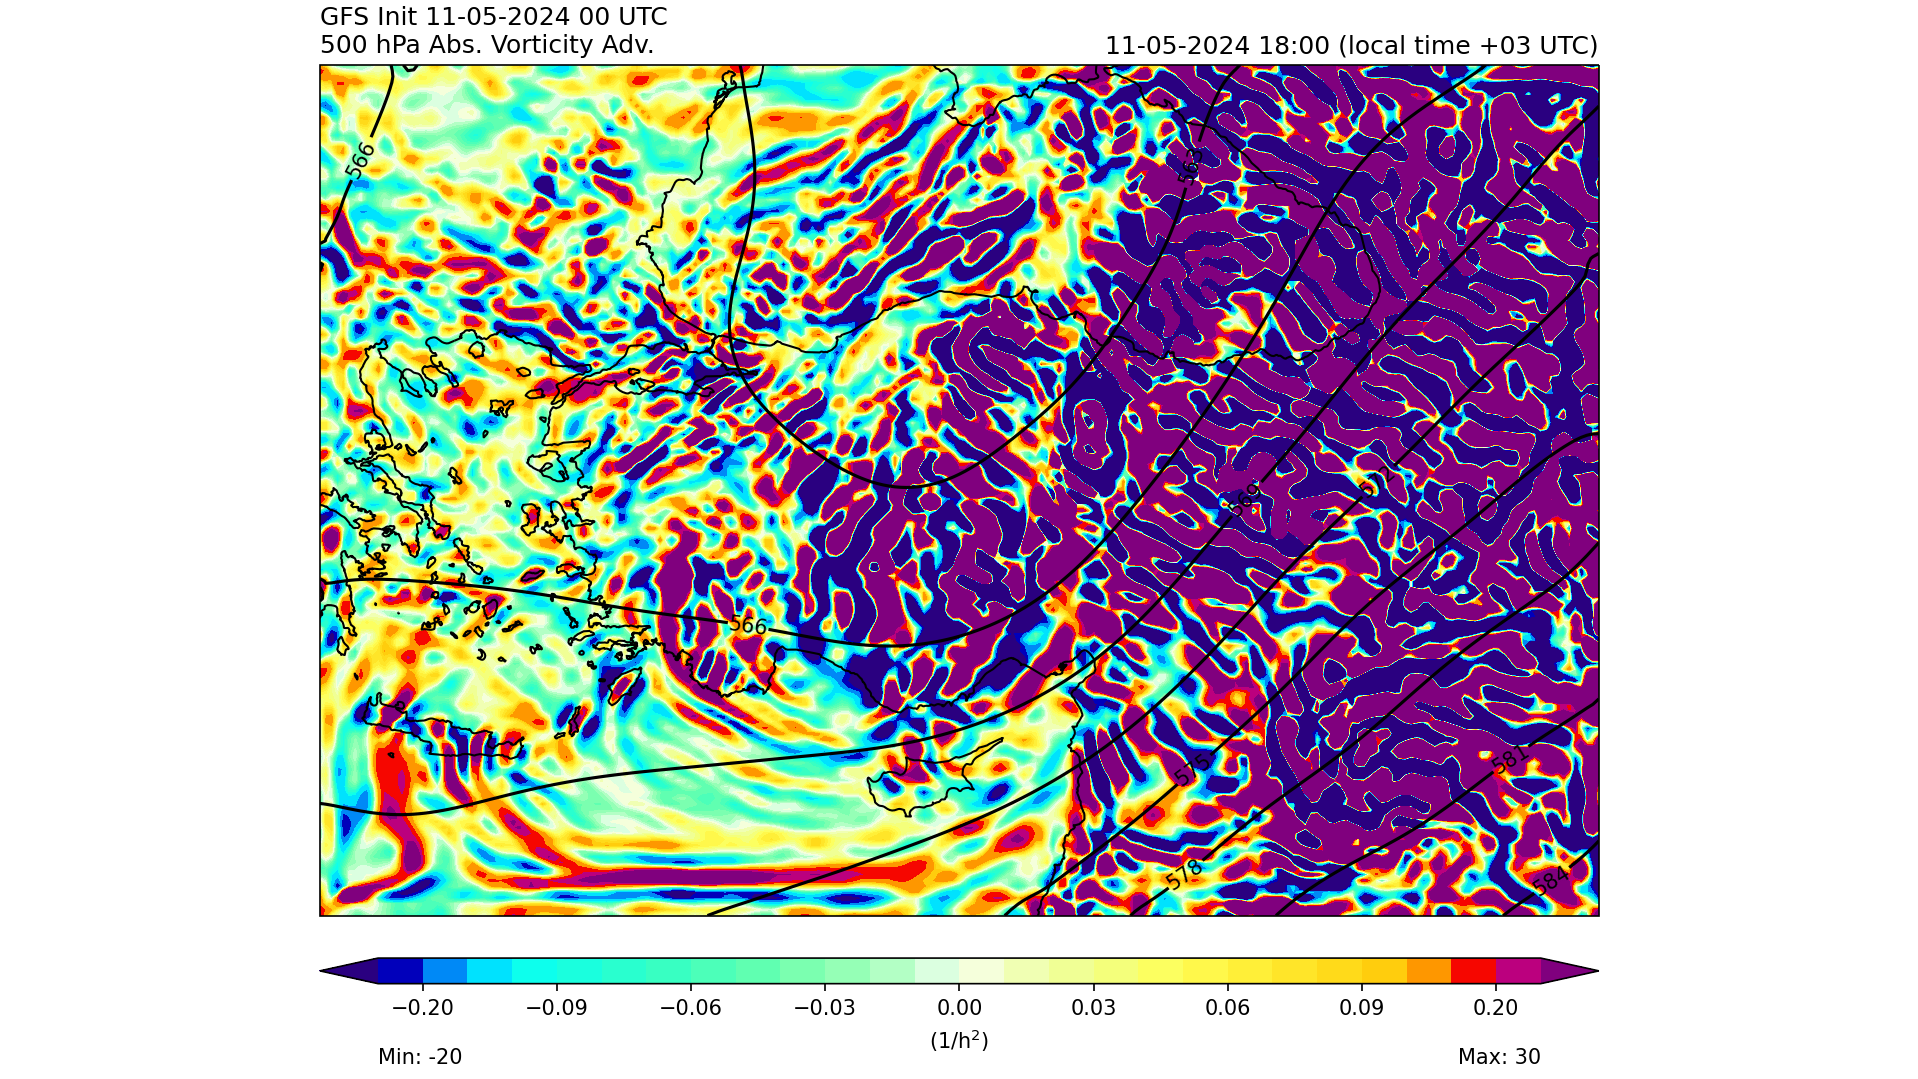 GFS Init 11-05-2024 00 UTC
500 hPa Abs. Vorticity Adv.
11-05-2024 18:00 (local time +03 UTC)
566
563
569
572
566
575
581
578
584
−0.20 −0.09 −0.06 −0.03 0.00 0.03 0.06 0.09 0.20
(1/h²)
Min: -20
Max: 30